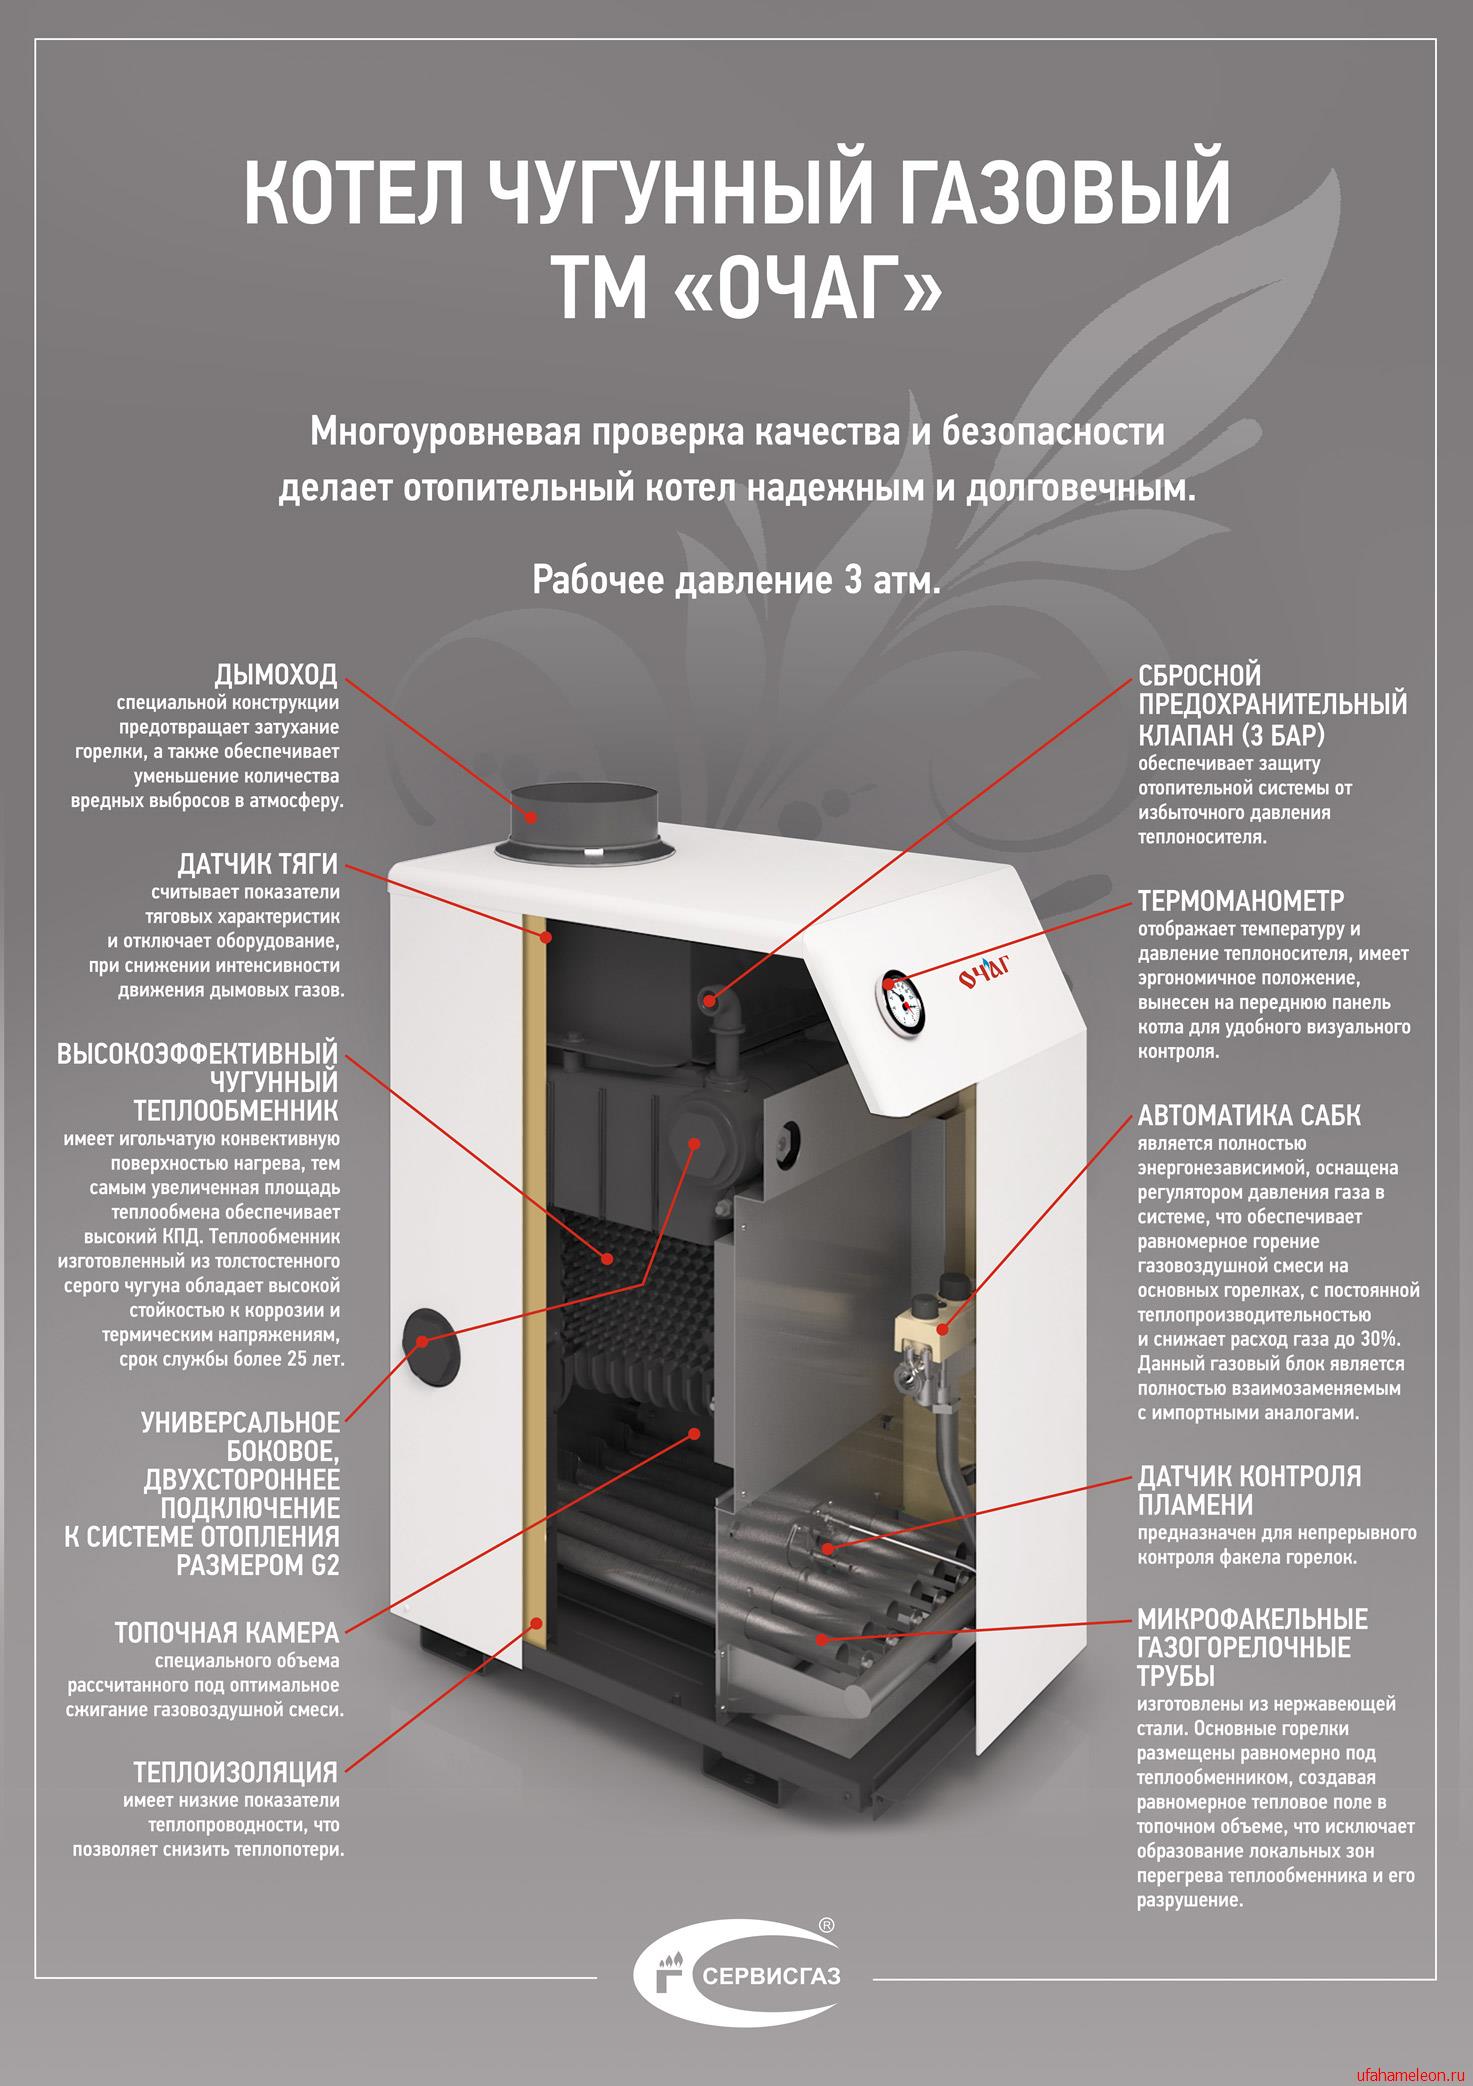 КОТЕЛ ЧУГУННЫЙ ГАЗОВЫЙ
ТМ «ОЧАГ»
Многоуровневая проверка качества и безопасности
делает отопительный котел надежным и долговечным.
Рабочее давление 3 атм.
ДЫМОХОД
специальной конструкции
предотвращает затухание
горелки, а также обеспечивает
уменьшение количества
вредных выбросов в атмосферу.
ДАТЧИК ТЯГИ
считывает показатели
тяговых характеристик
и отключает оборудование,
при снижении интенсивности
движения дымовых газов.
ВЫСОКОЭФФЕКТИВНЫЙ
ЧУГУННЫЙ
ТЕПЛООБМЕННИК
имеет игольчатую конвективную
поверхностью нагрева, тем
самым увеличенная площадь
теплообмена обеспечивает
высокий КПД. Теплообменник
изготовленный из толстостенного
серого чугуна обладает высокой
стойкостью к коррозии и
термическим напряжениям,
срок службы более 25 лет.
УНИВЕРСАЛЬНОЕ
БОКОВОЕ,
ДВУХСТОРОННЕЕ
ПОДКЛЮЧЕНИЕ
К СИСТЕМЕ ОТОПЛЕНИЯ
РАЗМЕРОМ G2
ТОПОЧНАЯ КАМЕРА
специального объема
рассчитанного под оптимальное
сжигание газовоздушной смеси.
ТЕПЛОИЗОЛЯЦИЯ
имеет низкие показатели
теплопроводности, что
позволяет снизить теплопотери.
СБРОСНОЙ
ПРЕДОХРАНИТЕЛЬНЫЙ
КЛАПАН (3 БАР)
обеспечивает защиту
отопительной системы от
избыточного давления
теплоносителя.
ТЕРМОМАНОМЕТР
отображает температуру и
давление теплоносителя, имеет
эргономичное положение,
вынесен на переднюю панель
котла для удобного визуального
контроля.
АВТОМАТИКА САБК
является полностью
энергонезависимой, оснащена
регулятором давления газа в
системе, что обеспечивает
равномерное горение
газовоздушной смеси на
основных горелках, с постоянной
теплопроизводительностью
и снижает расход газа до 30%.
Данный газовый блок является
полностью взаимозаменяемым
с импортными аналогами.
ДАТЧИК КОНТРОЛЯ
ПЛАМЕНИ
предназначен для непрерывного
контроля факела горелок.
МИКРОФАКЕЛЬНЫЕ
ГАЗОГОРЕЛОЧНЫЕ
ТРУБЫ
изготовлены из нержавеющей
стали. Основные горелки
размещены равномерно под
теплообменником, создавая
равномерное тепловое поле в
топочном объеме, что исключает
образование локальных зон
перегрева теплообменника и его
разрушение.
ОЧАГ
Г СЕРВИСГАЗ ®
ufahameleon.ru